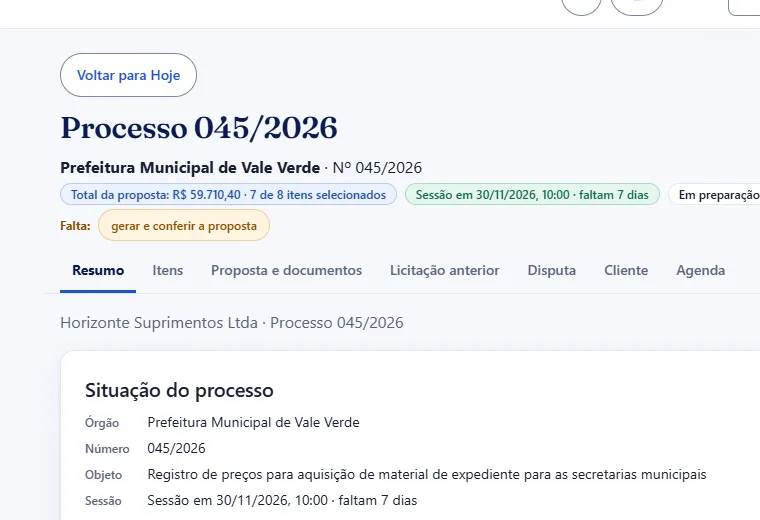 Voltar para Hoje
Processo 045/2026
Prefeitura Municipal de Vale Verde · Nº 045/2026
Total da proposta: R$ 59.710,40 · 7 de 8 itens selecionados Sessão em 30/11/2026, 10:00 · faltam 7 dias Em preparação
Falta: gerar e conferir a proposta
Resumo Itens Proposta e documentos Licitação anterior Disputa Cliente Agenda
Horizonte Suprimentos Ltda · Processo 045/2026
Situação do processo
Órgão Prefeitura Municipal de Vale Verde
Número 045/2026
Objeto Registro de preços para aquisição de material de expediente para as secretarias municipais
Sessão Sessão em 30/11/2026, 10:00 · faltam 7 dias